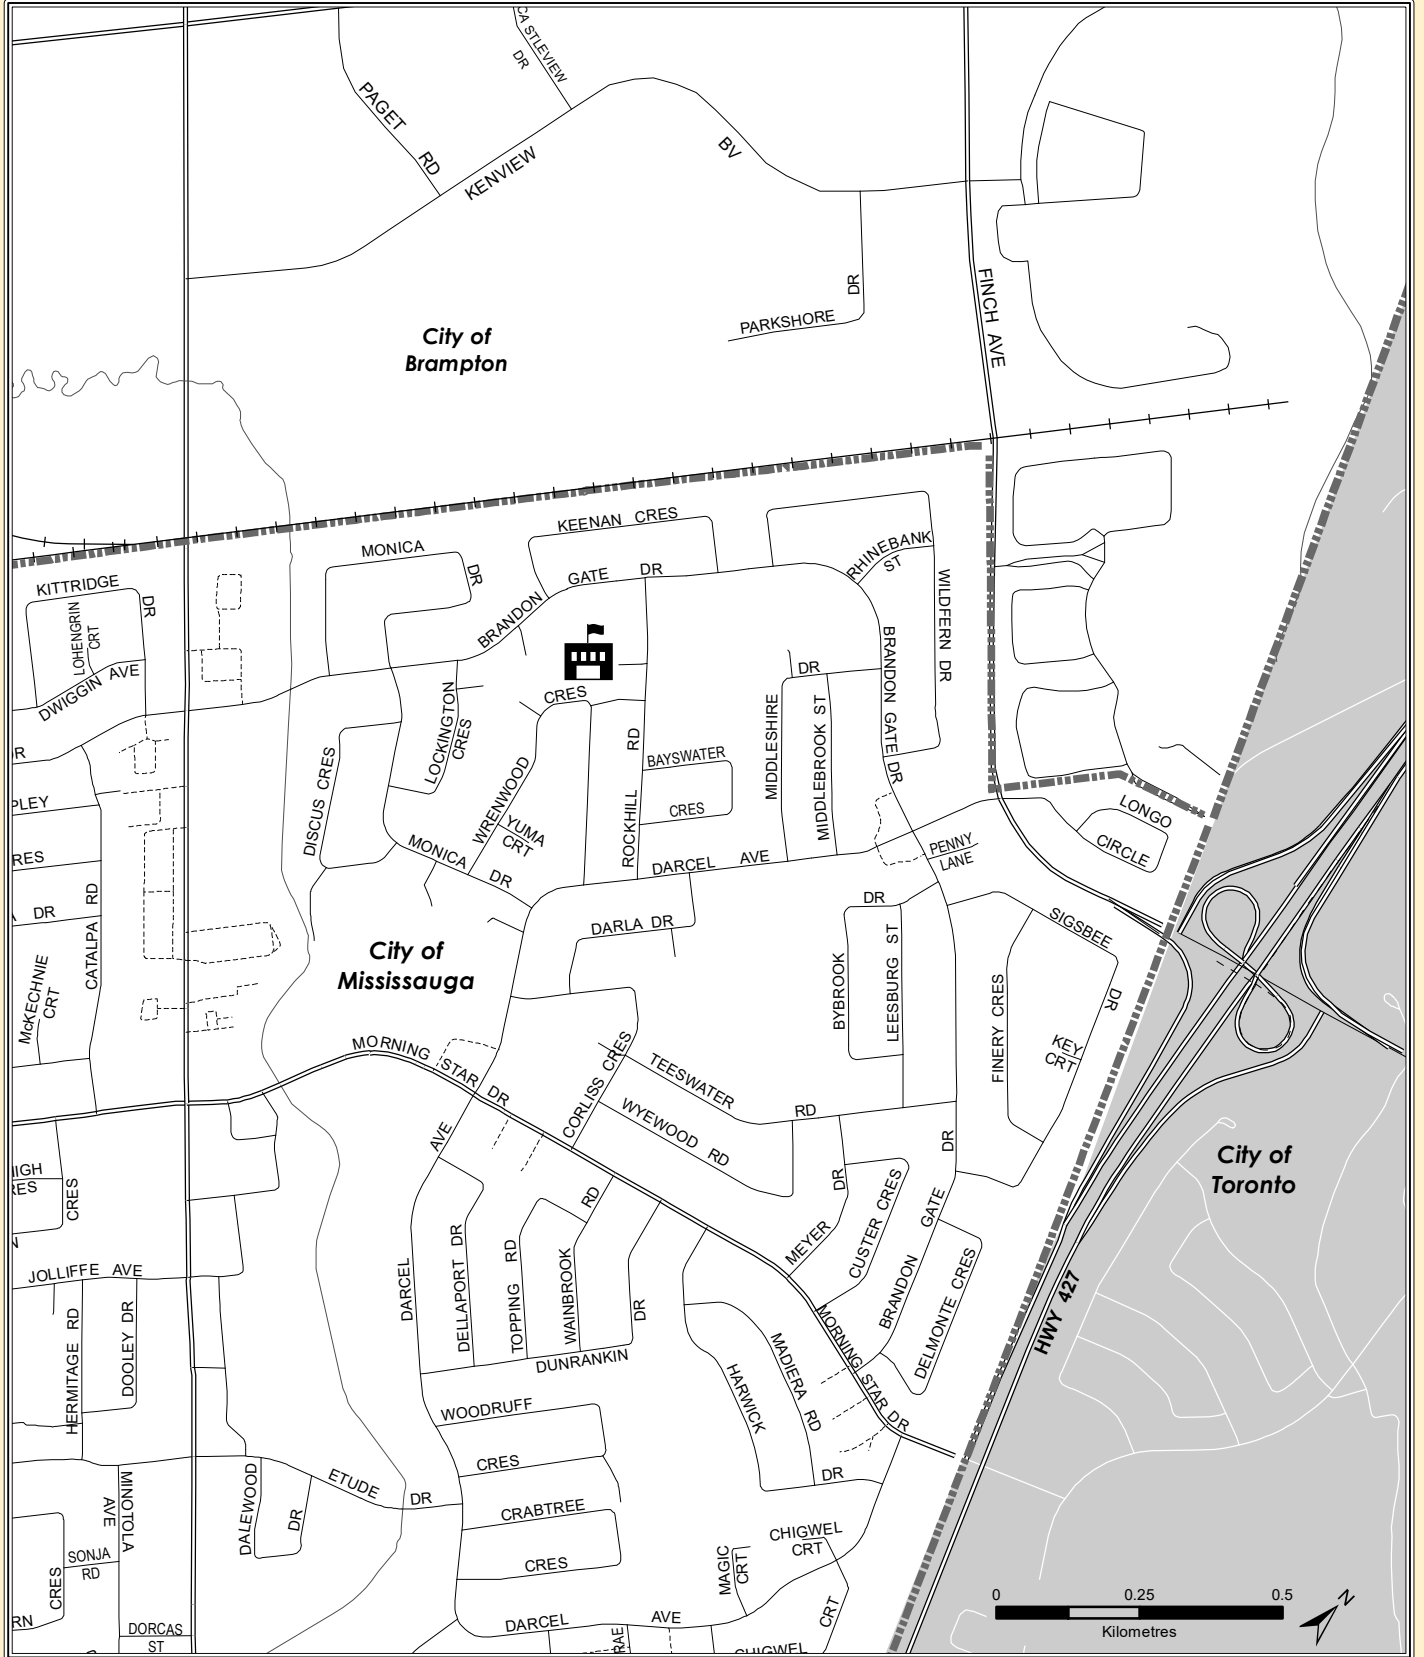 CASTLEVIEW
DR
PAGET
RD
KENVIEW
BV
FINCH AVE
DR
PARKSHORE
City of
Brampton
KEENAN CRES
MONICA
DR
GATE DR
BRANDON
RHINEBANK
ST
WILDFERN DR
KITTRIDGE
DR
LOHENGRIN
CRT
DWIGGIN AVE
BRANDON GATE DR
DR
CRES
LOCKINGTON
CRES
MIDDLESHIRE
MIDDLEBROOK ST
DISCUS CRES
WRENWOOD
YUMA
CRT
ROCKHILL RD
BAYSWATER
CRES
DR
PLEY
RES
DR
CATALPA RD
MONICA
DR
DARCEL AVE
PENNY
LANE
LONGO
CIRCLE
DARLA DR
DR
BYBROOK
LEESBURG ST
SIGSBEE
DR
FINERY CRES
KEY
CRT
City of
Mississauga
McKECHNIE
CRT
MORNING
STAR DR
CORLISS CRES
TEESWATER
RD
WYEWOOD RD
AVE
DR
DR
MEYER
CUSTER CRES
GATE
BRANDON
DELMONTE CRES
City of
Toronto
HWY 427
HIGH
RES
CRES
N
JOLLIFFE AVE
HERMITAGE RD
DOOLEY DR
DARCEL
DELLAPORT DR
TOPPING RD
WAINBROOK
RD
DR
DUNRANKIN
MORNING STAR DR
MADIERA RD
HARWICK
DR
WOODRUFF
CRES
ETUDE
DR
CRABTREE
CRES
MINOTOLA
AVE
DALEWOOD
DR
SONJA
RD
CRES
RN
DORCAS
ST
CHIGWEL
CRT
MAGIC
CRT
DARCEL AVE
RAE
CRT
CHIGWEL
0 0.25 0.5
Kilometres
N